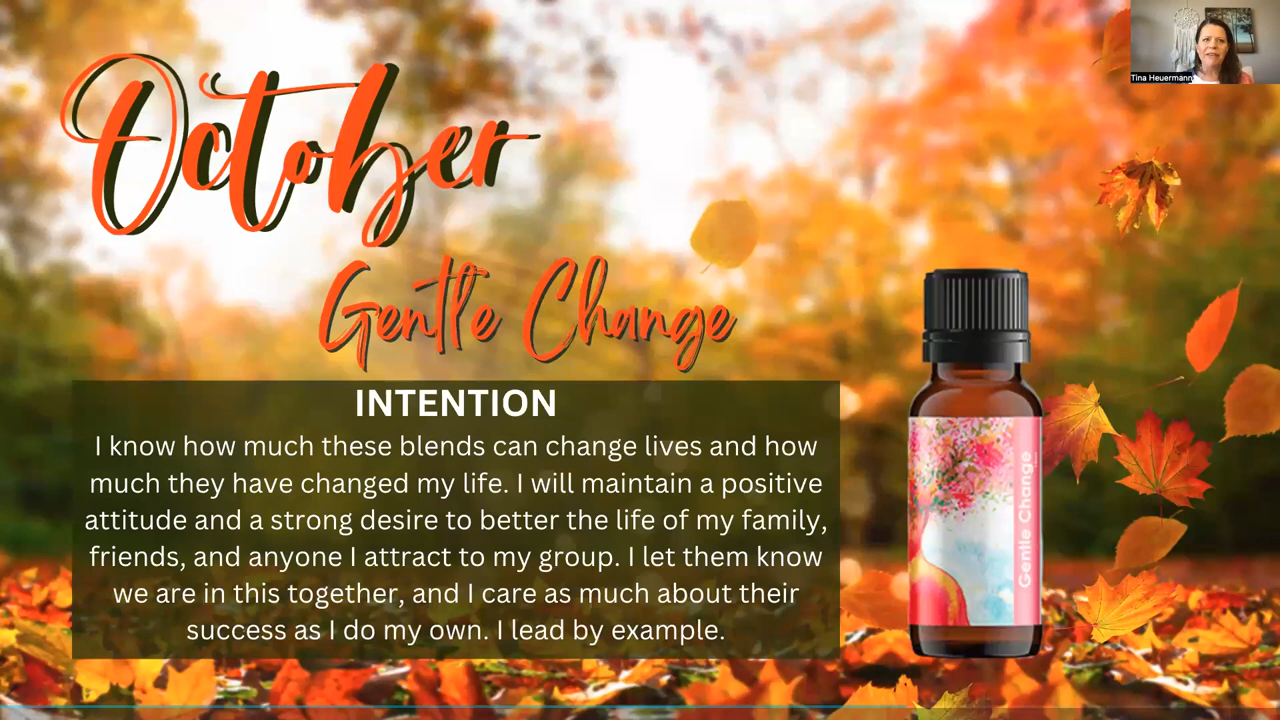 October
Tina Heuermann
Gentle Change
INTENTION
I know how much these blends can change lives and how
much they have changed my life. I will maintain a positive
attitude and a strong desire to better the life of my family,
friends, and anyone I attract to my group. I let them know
we are in this together, and I care as much about their
success as I do my own. I lead by example.
Gentle Change